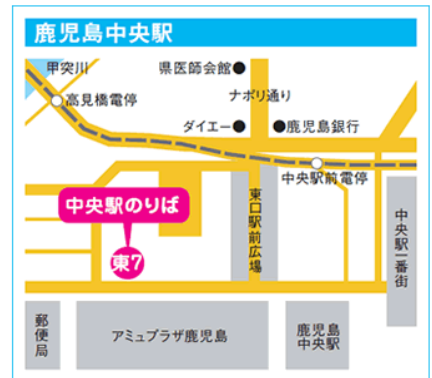 鹿児島中央駅
甲突川
県医師会館
高見橋電停
ナポリ通り
ダイエー
鹿児島銀行
中央駅前電停
中央駅のりば
東7
東口駅前広場
中央駅一番街
郵便局
アミュプラザ鹿児島
鹿児島
中央駅